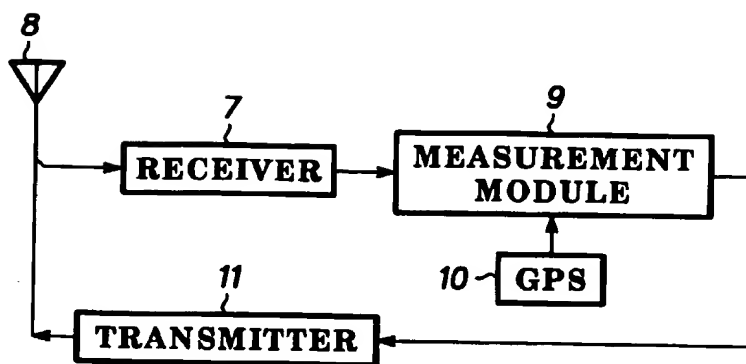 8
7
9
RECEIVER
MEASUREMENT
MODULE
10
GPS
11
TRANSMITTER